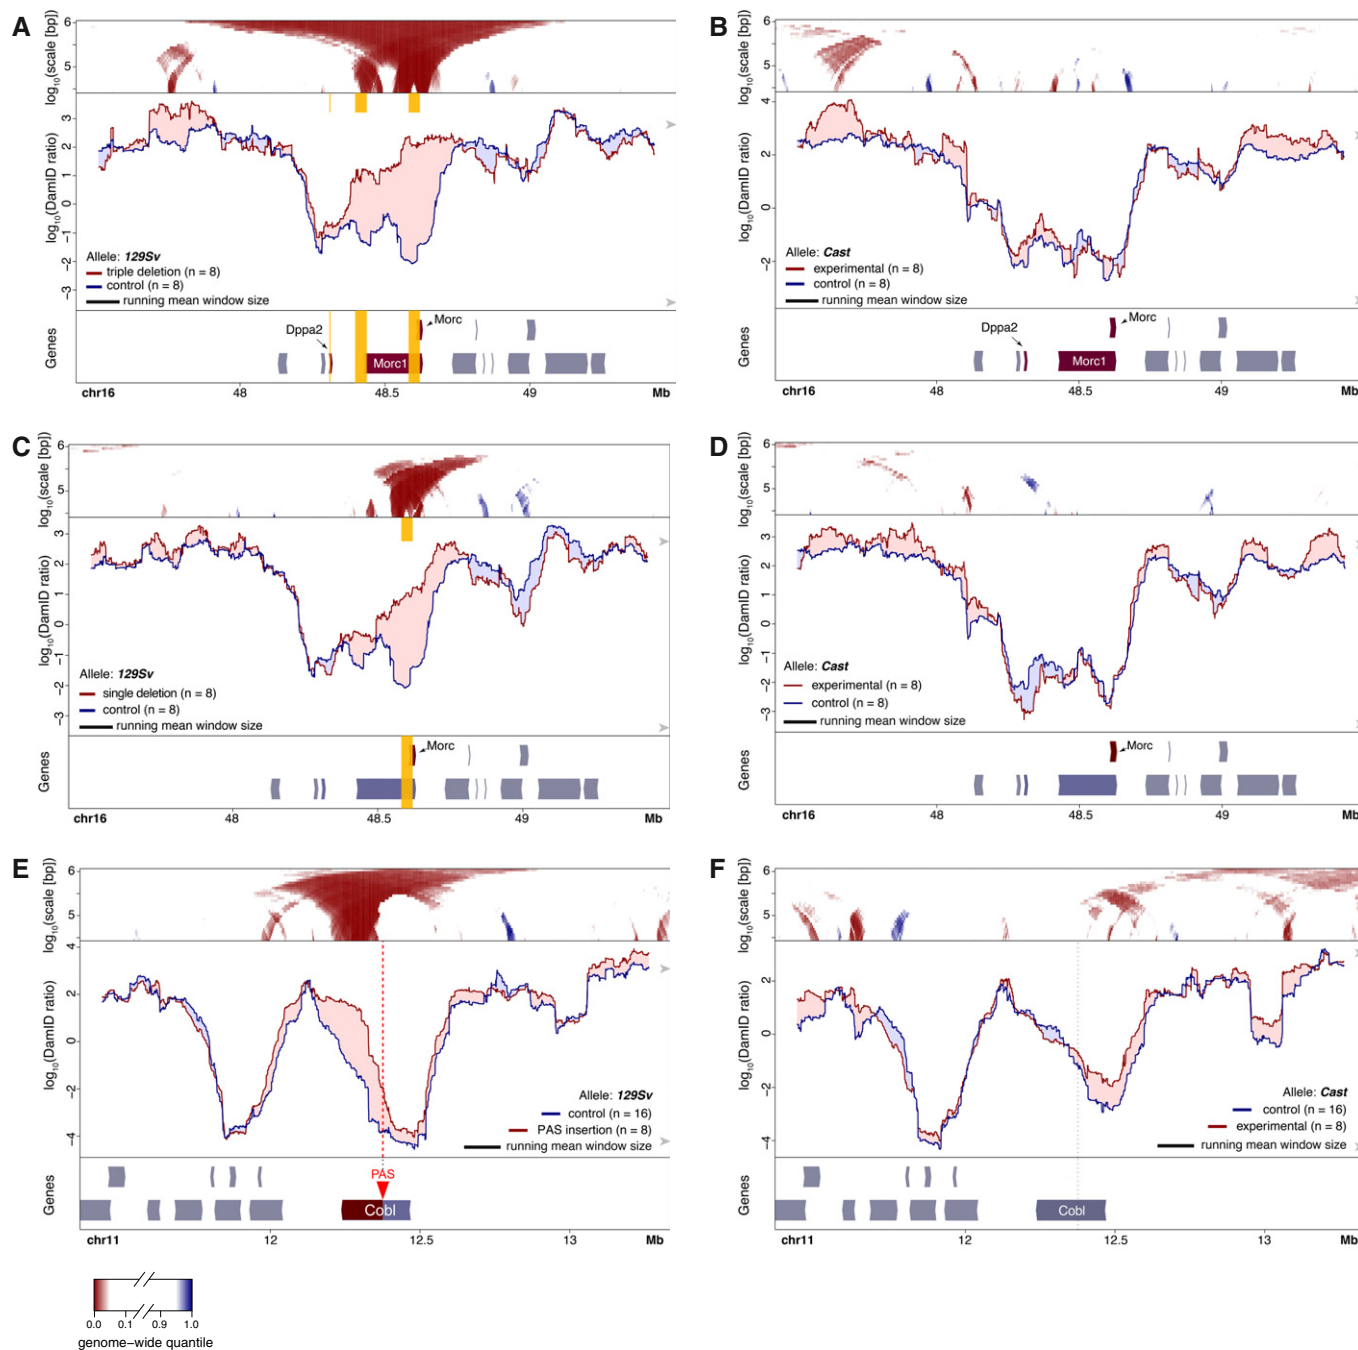 A
log10(scale [bp])
6
5
log10(DamID ratio)
3
2
1
0
−1
−2
−3
Allele: 129Sv
triple deletion (n = 8)
control (n = 8)
running mean window size
Genes
Dppa2
Morc
Morc1
chr16
48
48.5
49
Mb
B
log10(scale [bp])
6
5
log10(DamID ratio)
4
2
0
−2
Allele: Cast
experimental (n = 8)
control (n = 8)
running mean window size
Genes
Dppa2
Morc
Morc1
chr16
48
48.5
49
Mb
C
log10(scale [bp])
6
5
log10(DamID ratio)
3
2
1
0
−1
−2
−3
Allele: 129Sv
single deletion (n = 8)
control (n = 8)
running mean window size
Genes
Morc
chr16
48
48.5
49
Mb
D
log10(scale [bp])
6
5
log10(DamID ratio)
3
2
1
0
−1
−2
−3
Allele: Cast
experimental (n = 8)
control (n = 8)
running mean window size
Genes
Morc
chr16
48
48.5
49
Mb
E
log10(scale [bp])
6
5
log10(DamID ratio)
4
2
0
−2
−4
Allele: 129Sv
control (n = 16)
PAS insertion (n = 8)
running mean window size
Genes
PAS
Cobl
chr11
12
12.5
13
Mb
F
log10(scale [bp])
6
5
log10(DamID ratio)
2
0
−2
−4
Allele: Cast
control (n = 16)
experimental (n = 8)
running mean window size
Genes
Cobl
chr11
12
12.5
13
Mb
0.0 0.1 0.9 1.0
genome−wide quantile